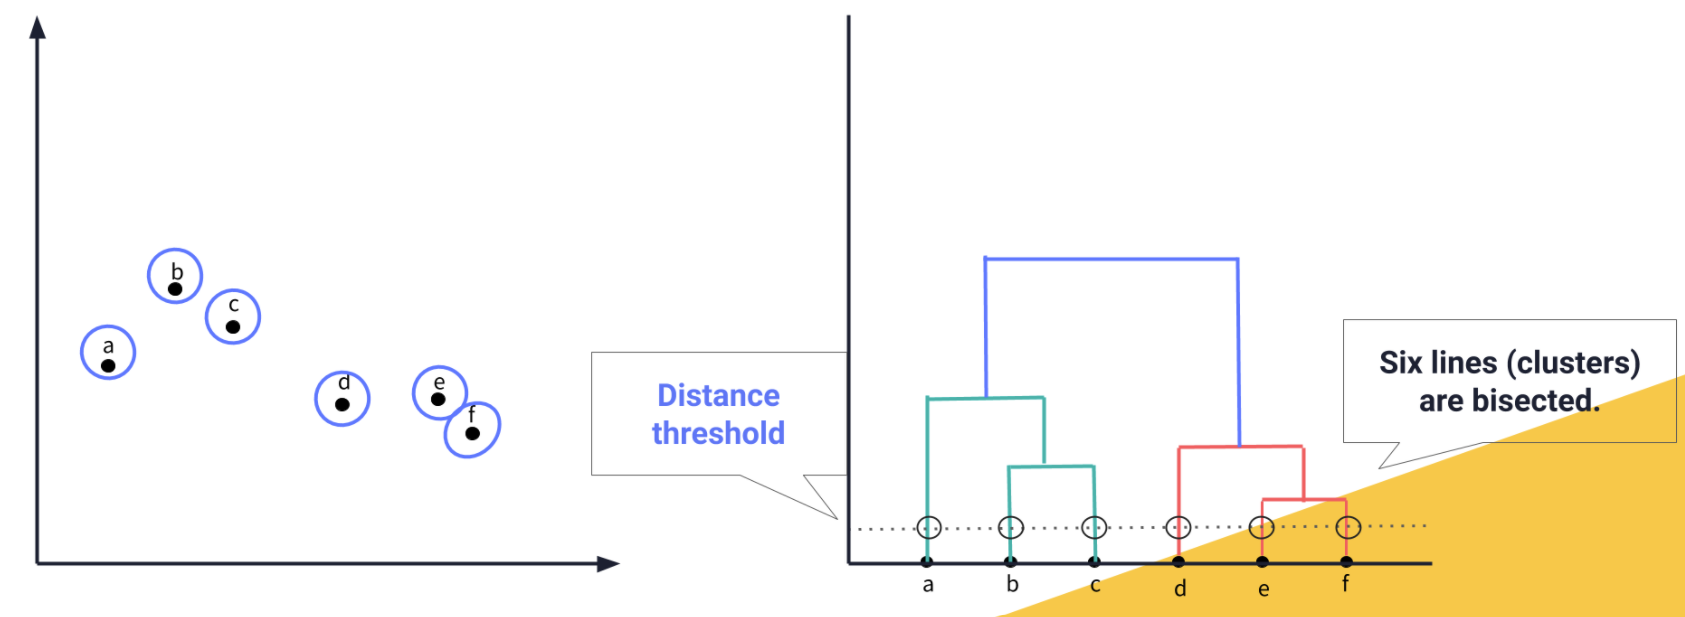 b
c
a
d
e
f
Distance
threshold
Six lines (clusters)
are bisected.
a b c d e f